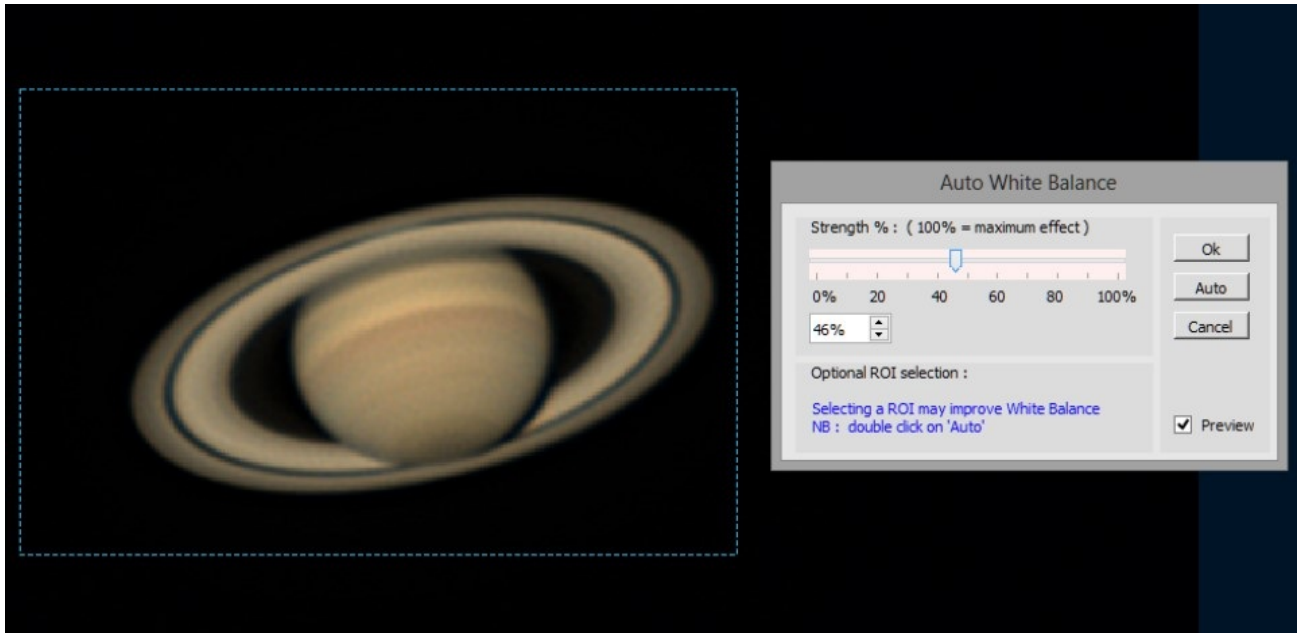 Auto White Balance
Strength % : ( 100% = maximum effect )
0% 20 40 60 80 100%
46%
Optional ROI selection :
Selecting a ROI may improve White Balance
NB : double click on 'Auto'
Ok
Auto
Cancel
Preview